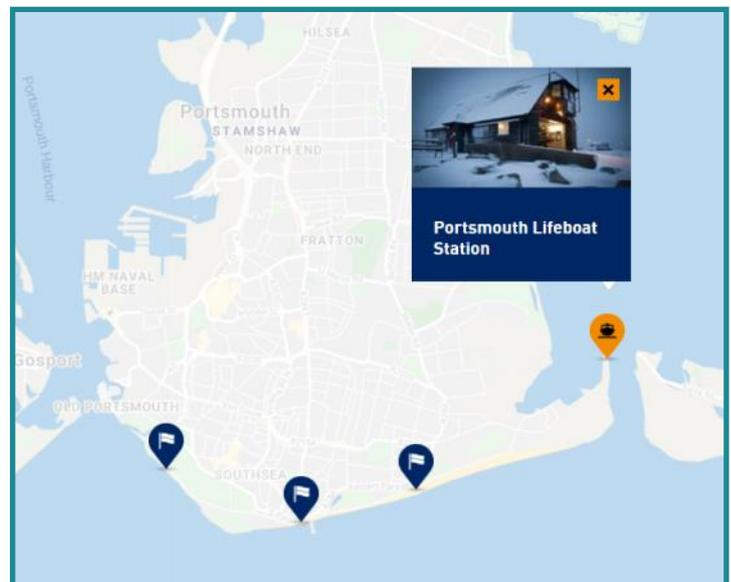 HILSEA
Portsmouth
STAMSHAW
NORTH END
Portsmouth Harbour
Portsmouth Lifeboat
Station
FRATTON
HM NAVAL
BASE
Gosport
OLD PORTSMOUTH
SOUTHSEA